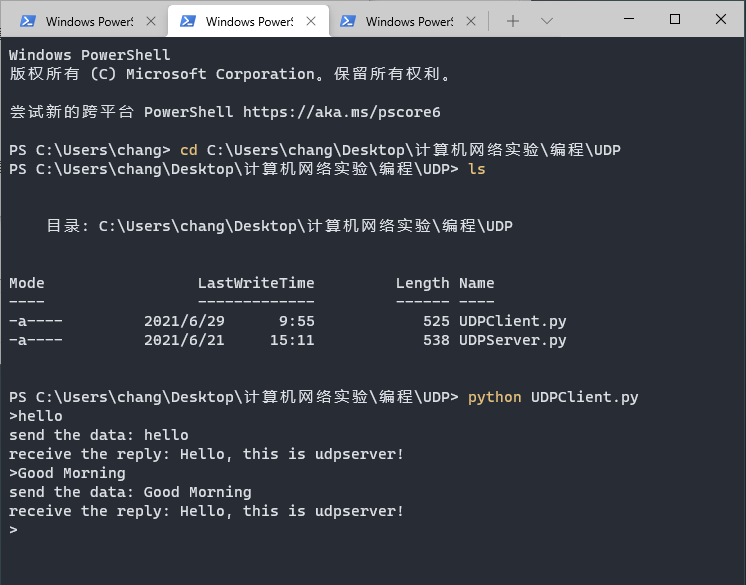 Windows PowerS Windows PowerS Windows PowerS
Windows PowerShell
版权所有 (C) Microsoft Corporation。保留所有权利。
尝试新的跨平台 PowerShell https://aka.ms/pscore6
PS C:\Users\chang> cd C:\Users\chang\Desktop\计算机网络实验\编程\UDP
PS C:\Users\chang\Desktop\计算机网络实验\编程\UDP> ls
目录: C:\Users\chang\Desktop\计算机网络实验\编程\UDP
Mode LastWriteTime Length Name
---- ------------- ------ ----
-a---- 2021/6/29 9:55 525 UDPClient.py
-a---- 2021/6/21 15:11 538 UDPServer.py
PS C:\Users\chang\Desktop\计算机网络实验\编程\UDP> python UDPClient.py
>hello
send the data: hello
receive the reply: Hello, this is udpserver!
>Good Morning
send the data: Good Morning
receive the reply: Hello, this is udpserver!
>